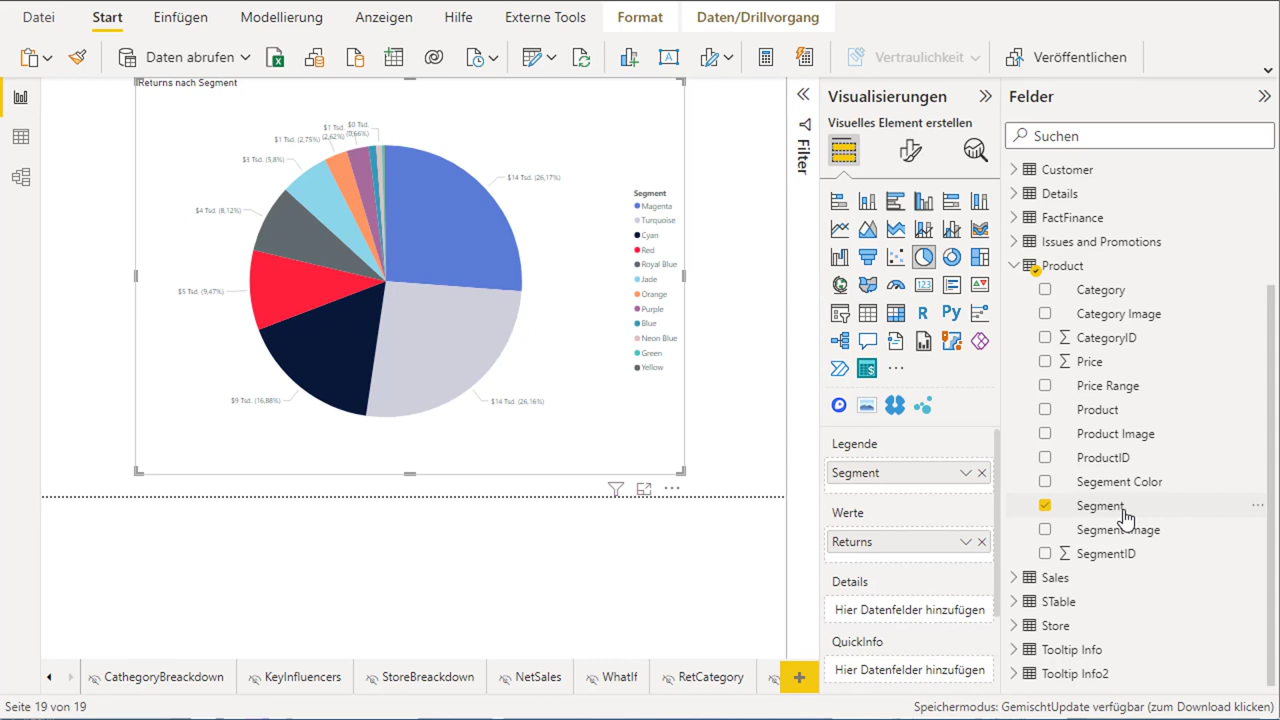 Datei Start Einfügen Modellierung Anzeigen Hilfe Externe Tools Format Daten/Drillvorgang
Daten abrufen Vertraulichkeit Veröffentlichen
Returns nach Segment
$1 Tsd. (2,75%)
$1 Tsd. (2,62%)
$0 Tsd. (0,66%)
$3 Tsd. (5,8%)
$4 Tsd. (8,12%)
$5 Tsd. (9,47%)
$9 Tsd. (16,88%)
$14 Tsd. (26,17%)
$14 Tsd. (26,16%)
Segment
Magenta
Turquoise
Cyan
Red
Royal Blue
Jade
Orange
Purple
Blue
Neon Blue
Green
Yellow
Filter
Visualisierungen
Visuelles Element erstellen
R
Py
123
Legende
Segment
Werte
Returns
Details
Hier Datenfelder hinzufügen
QuickInfo
Hier Datenfelder hinzufügen
Felder
Suchen
Customer
Details
FactFinance
Issues and Promotions
Product
Category
Category Image
CategoryID
Price
Price Range
Product
Product Image
ProductID
Segement Color
Segment
Segment Image
SegmentID
Sales
STable
Store
Tooltip Info
Tooltip Info2
CathegoryBreakdown KeyInfluencers StoreBreakdown NetSales WhatIf RetCategory
Seite 19 von 19
Speichermodus: GemischtUpdate verfügbar (zum Download klicken)